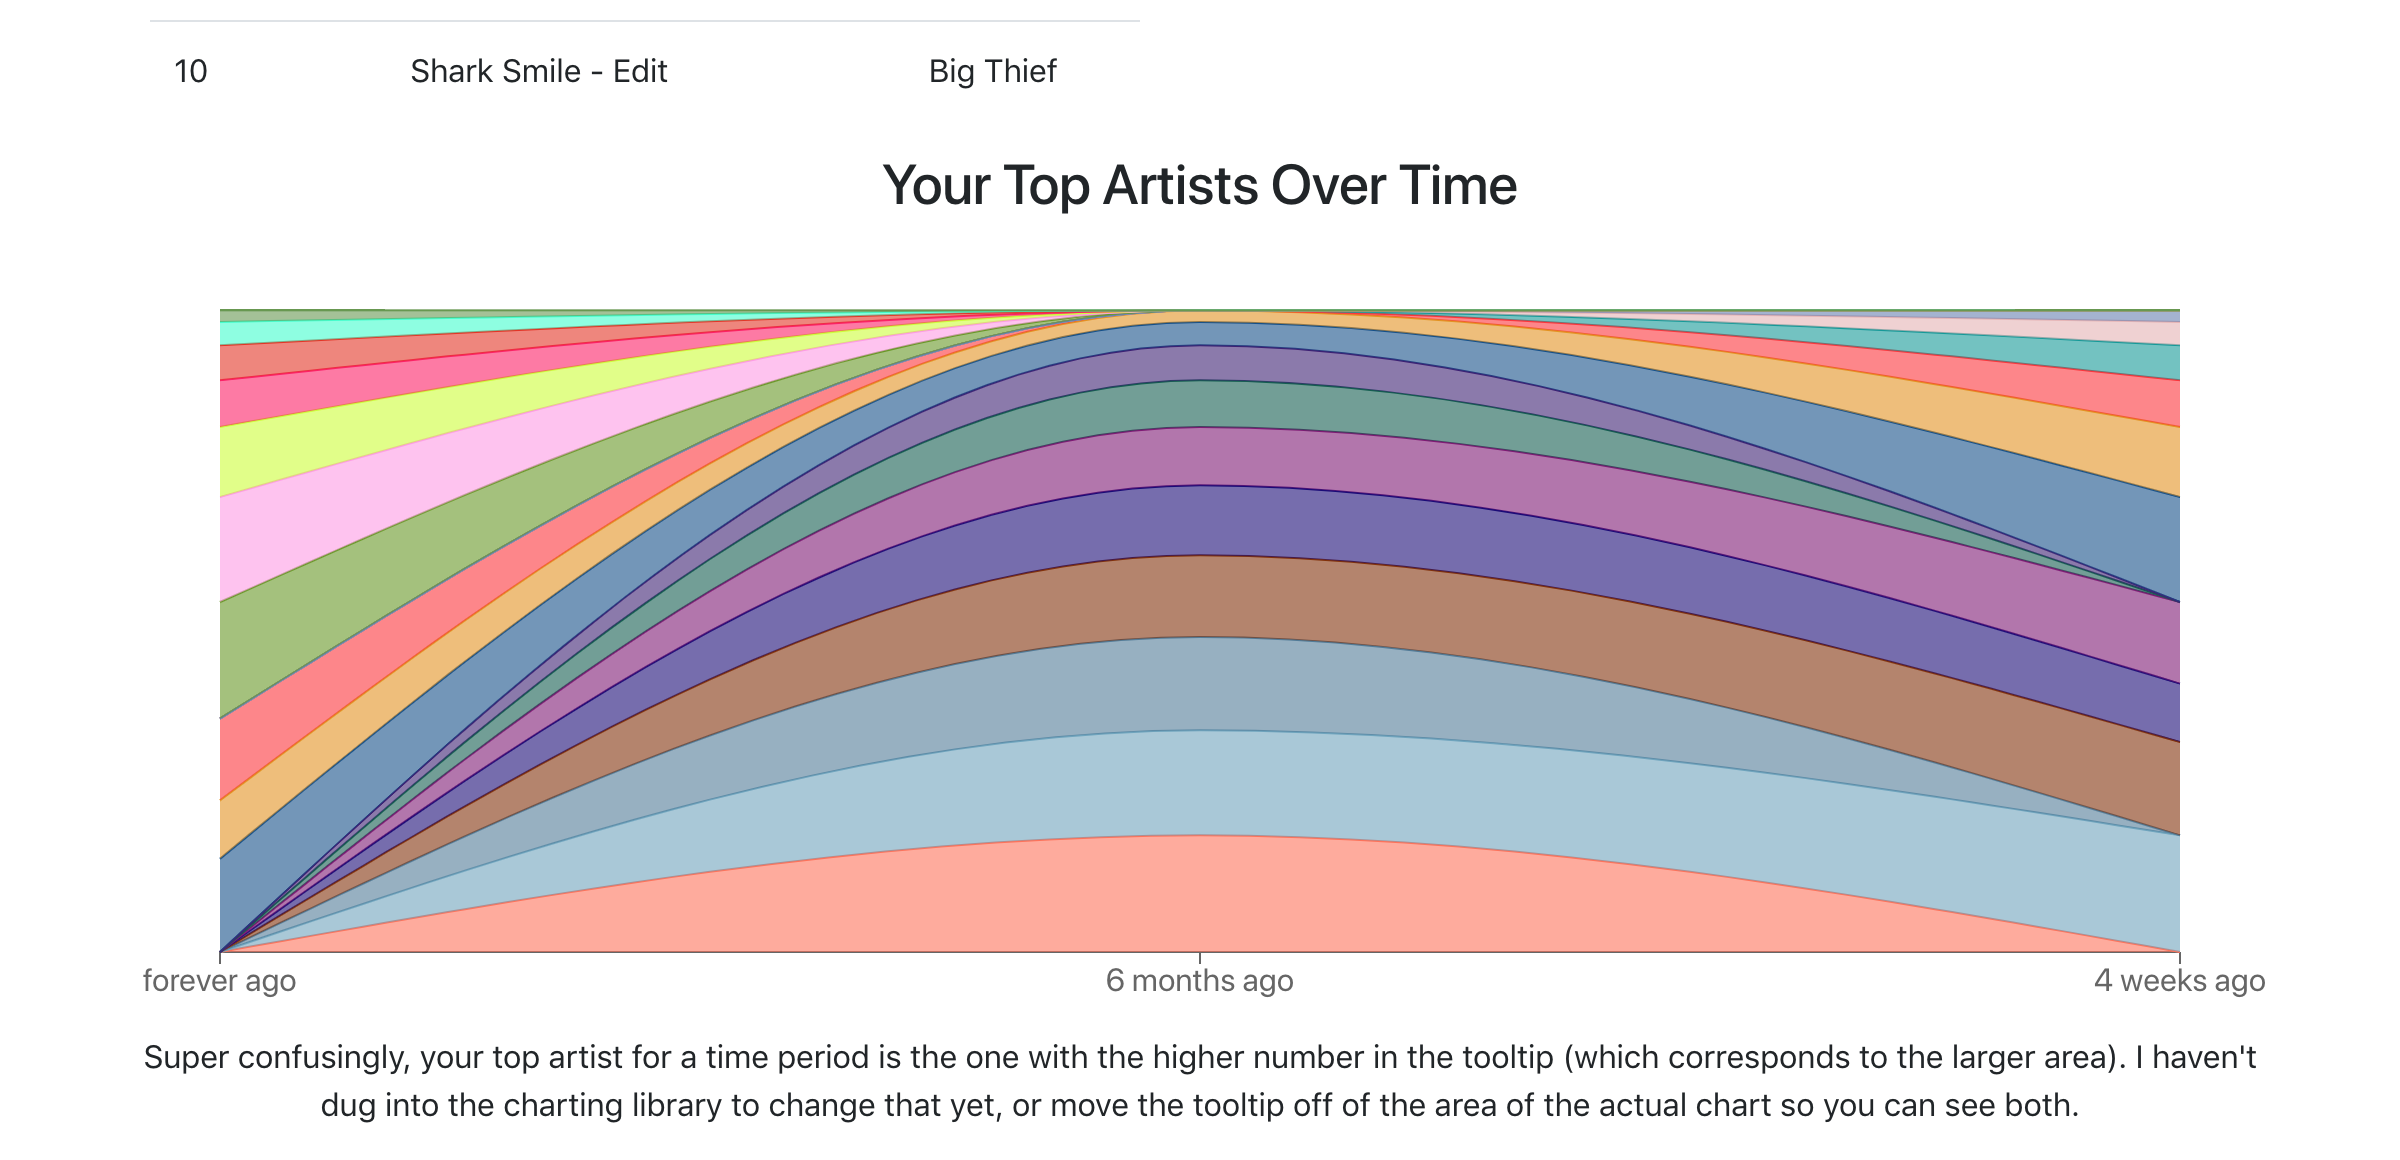 10 Shark Smile - Edit Big Thief
Your Top Artists Over Time
forever ago 6 months ago 4 weeks ago
Super confusingly, your top artist for a time period is the one with the higher number in the tooltip (which corresponds to the larger area). I haven't
dug into the charting library to change that yet, or move the tooltip off of the area of the actual chart so you can see both.